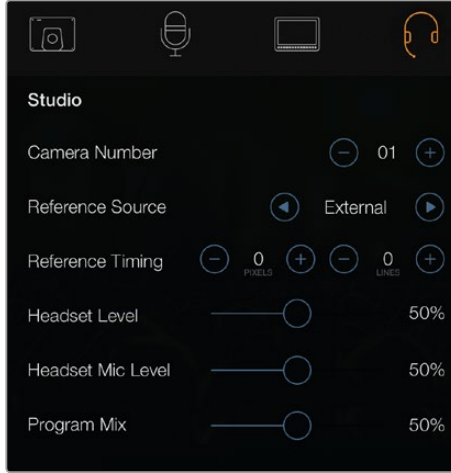 Studio
Camera Number 01
Reference Source External
Reference Timing 0 PIXELS 0 LINES
Headset Level 50%
Headset Mic Level 50%
Program Mix 50%